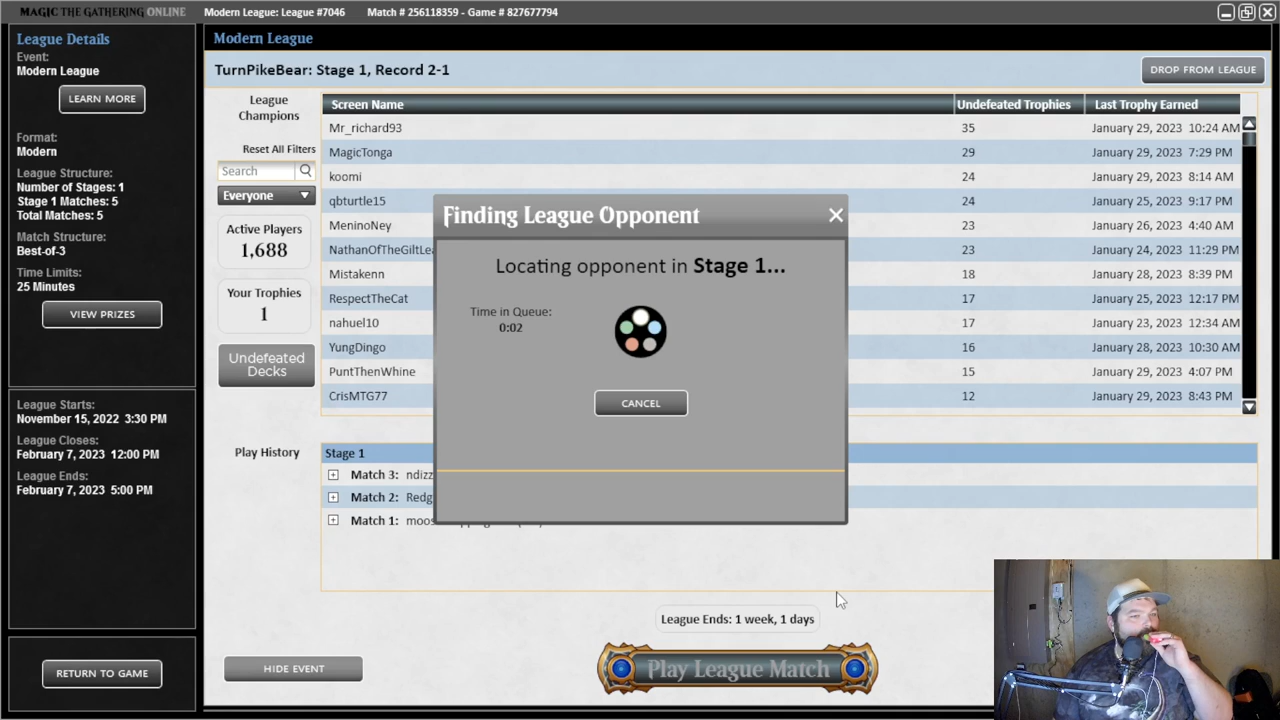 MAGIC THE GATHERING ONLINE
Modern League: League #7046
Match # 256118359 - Game # 827677794
League Details
Event:
Modern League
LEARN MORE
Format:
Modern
League Structure:
Number of Stages: 1
Stage 1 Matches: 5
Total Matches: 5
Match Structure:
Best-of-3
Time Limits:
25 Minutes
VIEW PRIZES
League Starts:
November 15, 2022 3:30 PM
League Closes:
February 7, 2023 12:00 PM
League Ends:
February 7, 2023 5:00 PM
RETURN TO GAME
Modern League
TurnPikeBear: Stage 1, Record 2-1
DROP FROM LEAGUE
League
Champions
Reset All Filters
Search
Everyone
Active Players
1,688
Your Trophies
1
Undefeated
Decks
Screen Name Undefeated Trophies Last Trophy Earned
Mr_richard93 35 January 29, 2023 10:24 AM
MagicTonga 29 January 29, 2023 7:29 PM
koomi 24 January 29, 2023 8:14 AM
qbturtle15 24 January 25, 2023 9:17 PM
MeninoNey 23 January 26, 2023 4:40 AM
NathanOfTheGiltLea 23 January 24, 2023 11:29 PM
Mistakenn 18 January 28, 2023 8:39 PM
RespectTheCat 17 January 25, 2023 12:17 PM
nahuel10 17 January 23, 2023 12:34 AM
YungDingo 16 January 28, 2023 10:30 AM
PuntThenWhine 15 January 29, 2023 4:07 PM
CrisMTG77 12 January 29, 2023 8:43 PM
Finding League Opponent
Locating opponent in Stage 1...
Time in Queue:
0:02
CANCEL
Play History
Stage 1
Match 3: ndizz
Match 2: Redg
Match 1: moos
League Ends: 1 week, 1 days
HIDE EVENT
Play League Match